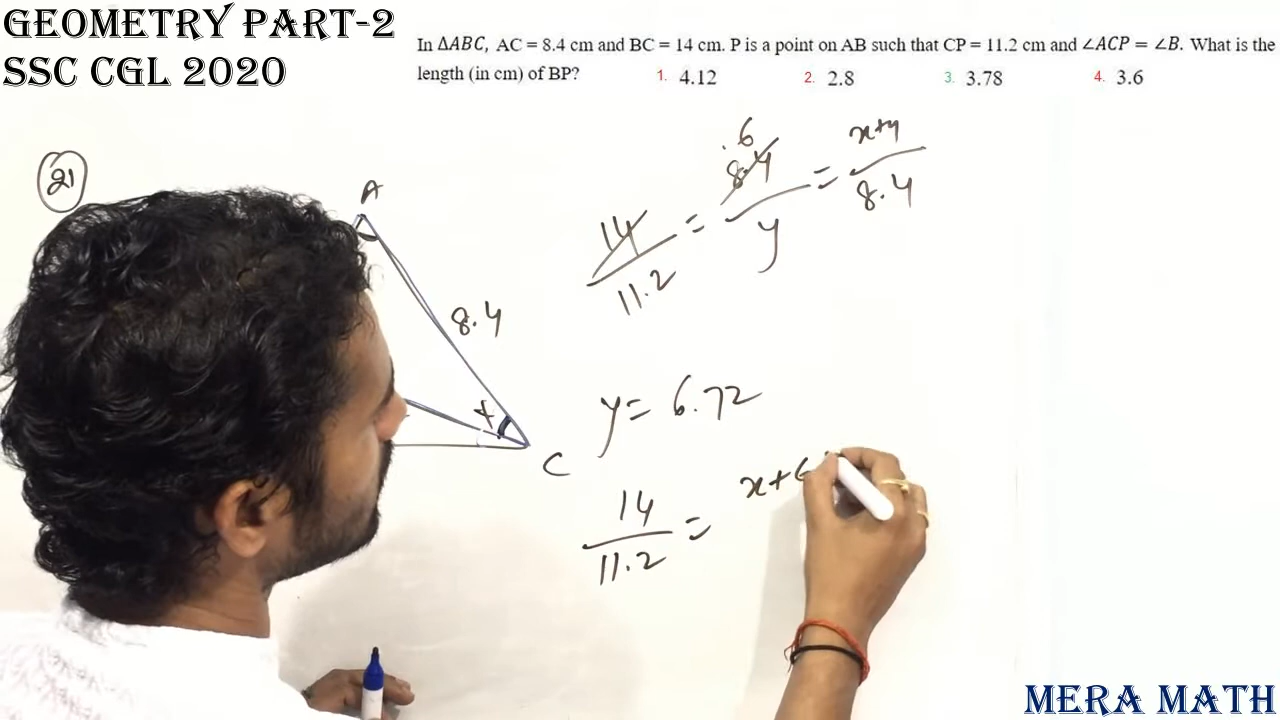 GEOMETRY PART-2
SSC CGL 2020
In ΔABC, AC = 8.4 cm and BC = 14 cm. P is a point on AB such that CP = 11.2 cm and ∠ACP = ∠B. What is the
length (in cm) of BP? 1. 4.12 2. 2.8 3. 3.78 4. 3.6
21
A
8.4
x
C
14/11.2 = 8.4/y = x+y/8.4
.6
y = 6.72
14/11.2 = x+6
MERA MATH